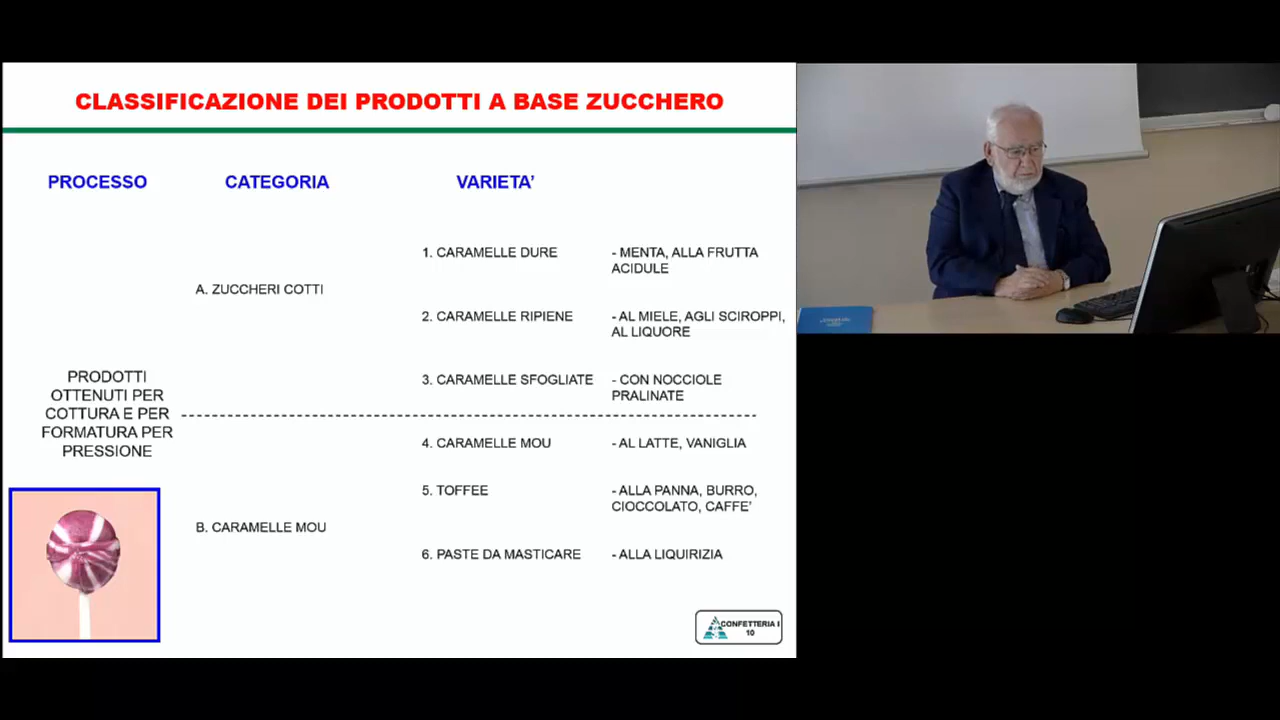 CLASSIFICAZIONE DEI PRODOTTI A BASE ZUCCHERO
PROCESSO
CATEGORIA
VARIETA'
PRODOTTI
OTTENUTI PER
COTTURA E PER
FORMATURA PER
PRESSIONE
A. ZUCCHERI COTTI
1. CARAMELLE DURE
- MENTA, ALLA FRUTTA
ACIDULE
2. CARAMELLE RIPIENE
- AL MIELE, AGLI SCIROPPI,
AL LIQUORE
3. CARAMELLE SFOGLIATE
- CON NOCCIOLE
PRALINATE
B. CARAMELLE MOU
4. CARAMELLE MOU
- AL LATTE, VANIGLIA
5. TOFFEE
- ALLA PANNA, BURRO,
CIOCCOLATO, CAFFE'
6. PASTE DA MASTICARE
- ALLA LIQUIRIZIA
CONFETTERIA I
10